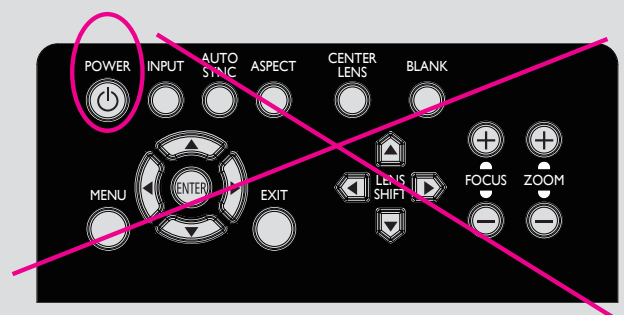 POWER INPUT AUTO SYNC ASPECT CENTER LENS BLANK
MENU ENTER EXIT LENS SHIFT FOCUS ZOOM